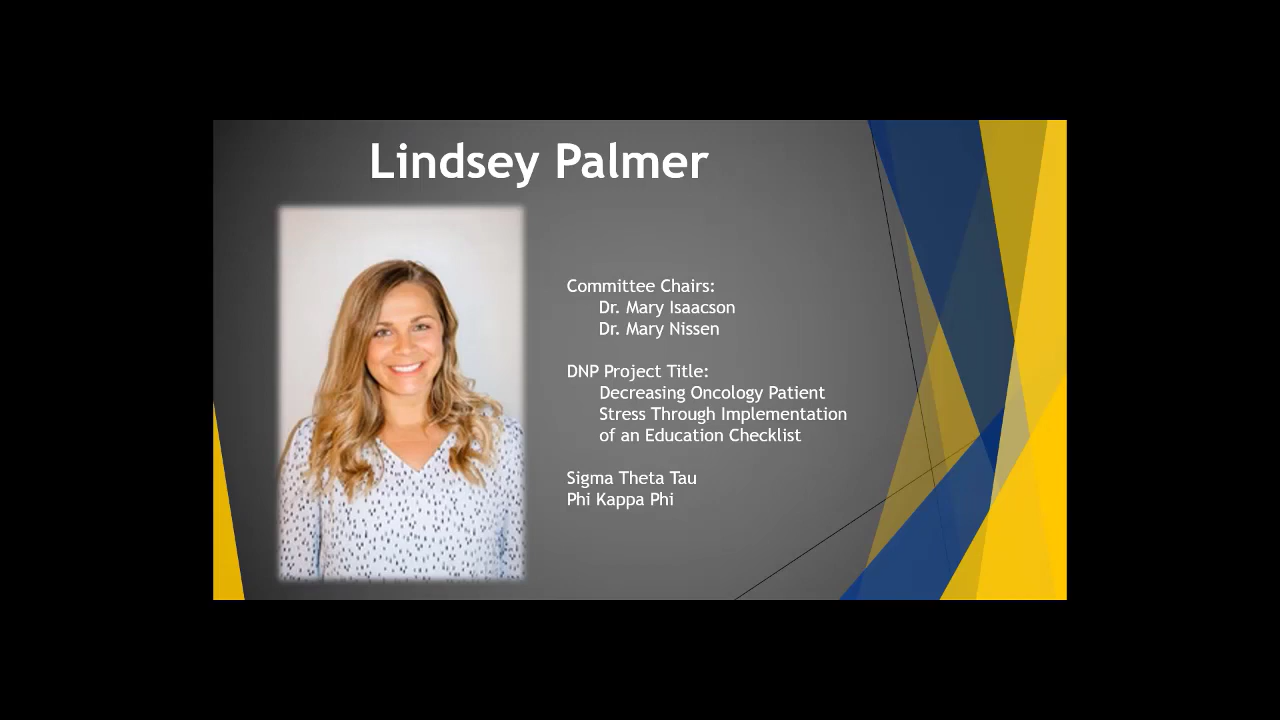 Lindsey Palmer
Committee Chairs:
Dr. Mary Isaacson
Dr. Mary Nissen
DNP Project Title:
Decreasing Oncology Patient
Stress Through Implementation
of an Education Checklist
Sigma Theta Tau
Phi Kappa Phi